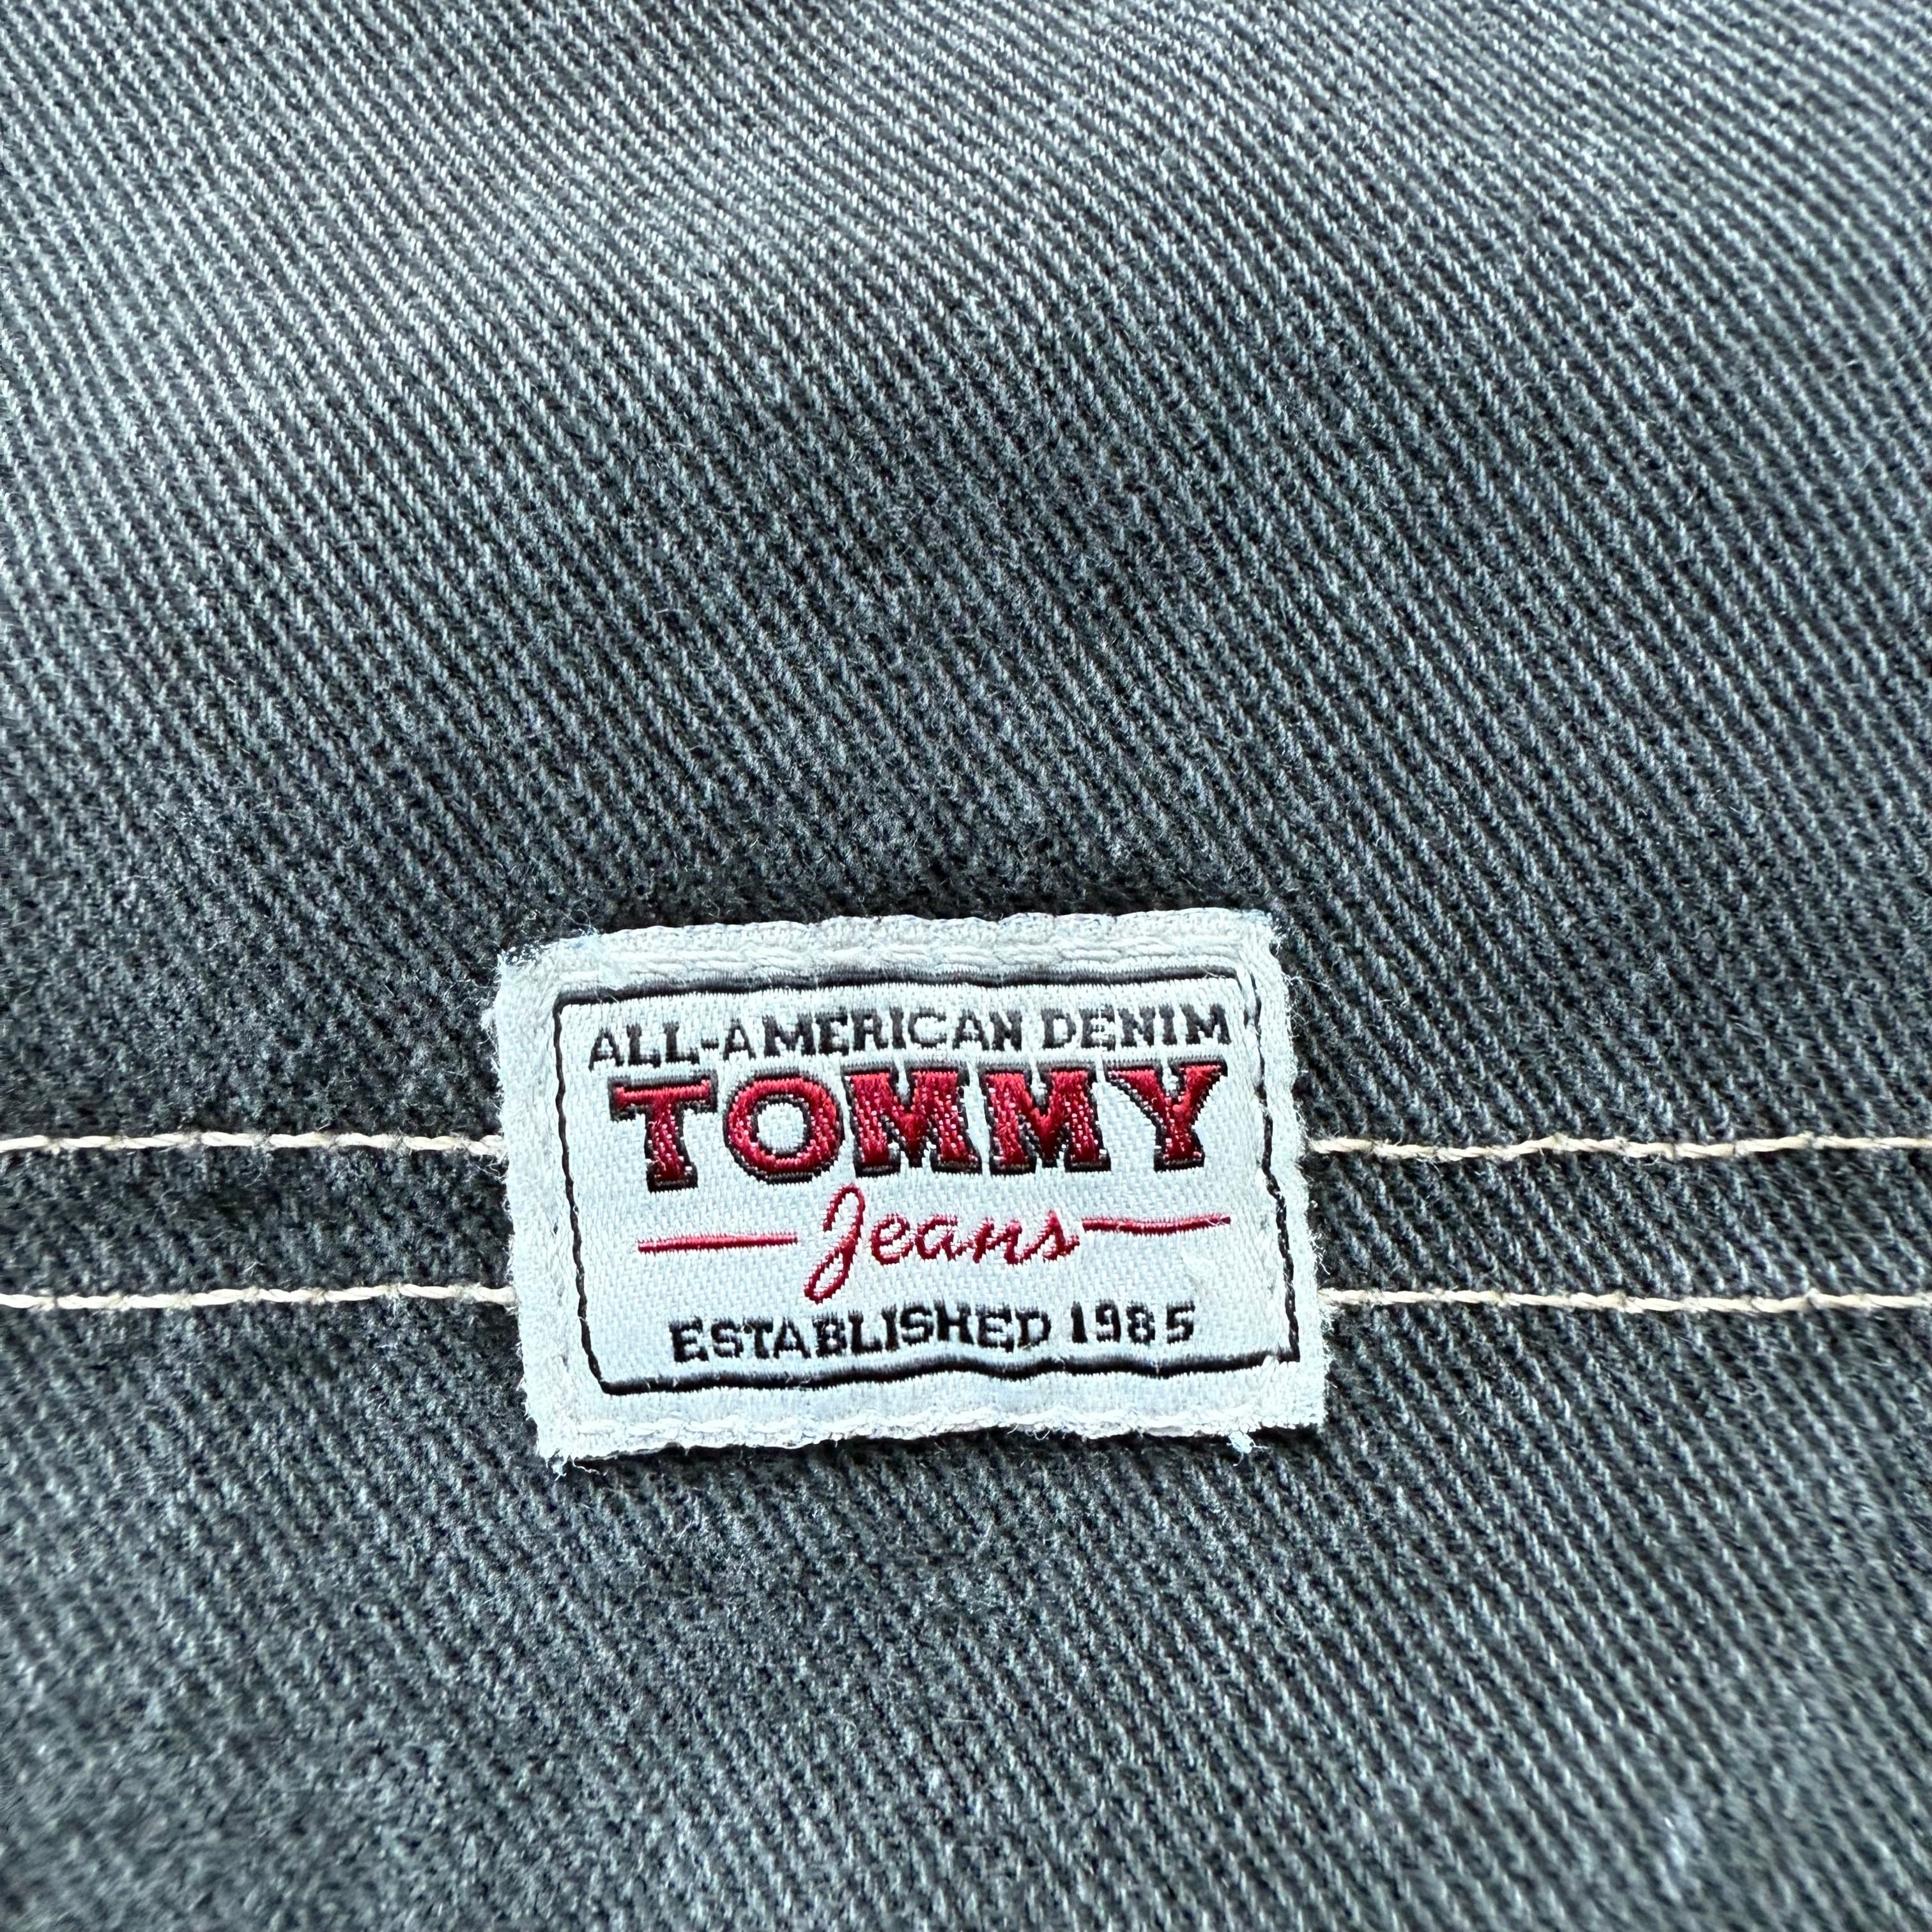 ALL-AMERICAN DENIM
TOMMY
Jeans
ESTABLISHED 1985